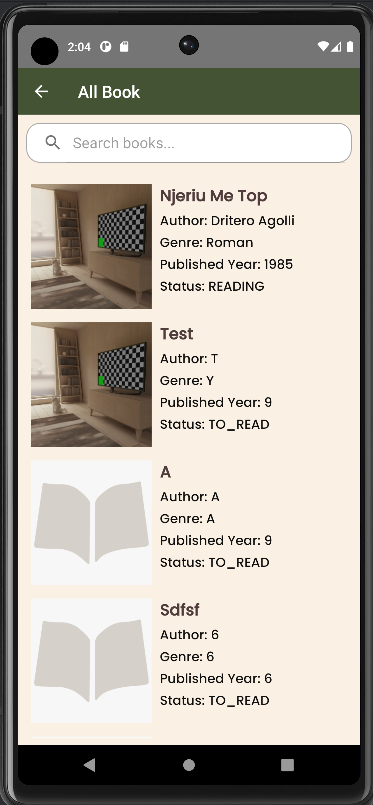 2:04
All Book
Search books...
Njeriu Me Top
Author: Dritero Agolli
Genre: Roman
Published Year: 1985
Status: READING
Test
Author: T
Genre: Y
Published Year: 9
Status: TO_READ
A
Author: A
Genre: A
Published Year: 9
Status: TO_READ
Sdfsf
Author: 6
Genre: 6
Published Year: 6
Status: TO_READ